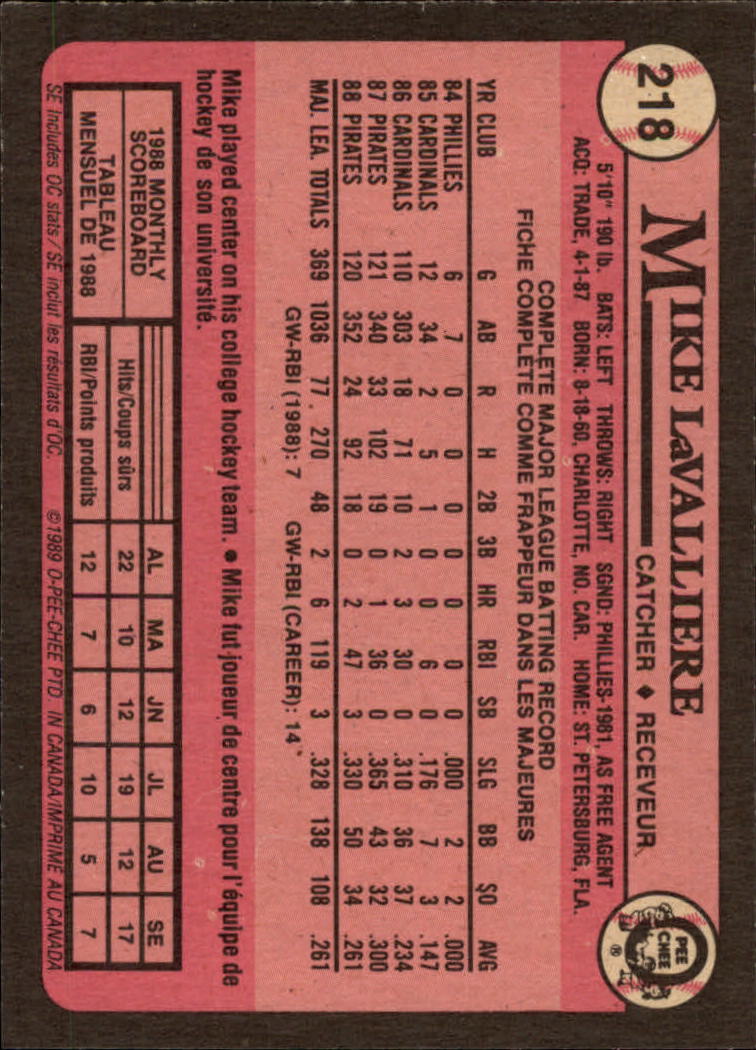 218
MIKE LaVALLIERE
CATCHER ♦ RECEVEUR
O PEE CHEE ®
5'10" 190 lb. BATS: LEFT THROWS: RIGHT SGND: PHILLIES-1981 AS FREE AGENT
ACQ: TRADE, 4-1-87 BORN: 8-18-60, CHARLOTTE, NO. CAR. HOME: ST. PETERSBURG, FLA.
COMPLETE MAJOR LEAGUE BATTING RECORD
FICHE COMPLÈTE COMME FRAPPEUR DANS LES MAJEURES
YR CLUB G AB R H 2B 3B HR RBI SB SLG BB SO AVG
84 PHILLIES 6 7 0 0 0 0 0 0 0 .000 2 2 .000
85 CARDINALS 12 34 2 5 1 0 0 6 0 .176 7 3 .147
86 CARDINALS 110 303 18 71 10 2 3 30 0 .310 36 37 .234
87 PIRATES 121 340 33 102 19 0 1 36 0 .365 43 32 .300
88 PIRATES 120 352 24 92 18 0 2 47 3 .330 50 34 .261
MAJ. LEA. TOTALS 369 1036 77 270 48 2 6 119 3 .328 138 108 .261
GW-RBI (1988): 7 GW-RBI (CAREER): 14
Mike played center on his college hockey team. ● Mike fut joueur de centre pour l'équipe de
hockey de son université.
1988 MONTHLY
SCOREBOARD
TABLEAU
MENSUEL DE 1988
AL MA JN JL AU SE
Hits/Coups sûrs 22 10 12 19 12 17
RBI/Points produits 12 7 6 10 5 7
SE includes OC stats / SE inclut les résultats d'OC. ©1989 O-PEE-CHEE PTD. IN CANADA/IMPRIMÉ AU CANADA